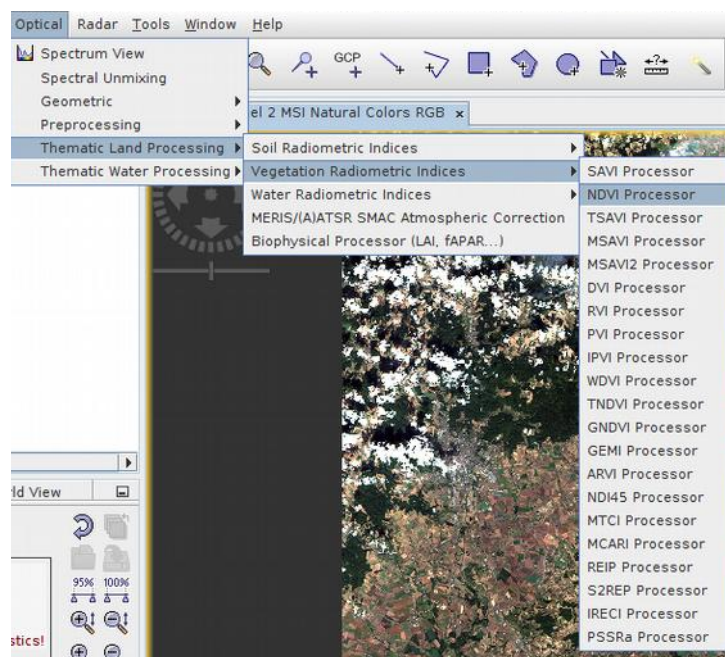 Optical Radar Tools Window Help
Spectrum View
Spectral Unmixing
Geometric
Preprocessing
Thematic Land Processing
Thematic Water Processing
GCP
el 2 MSI Natural Colors RGB x
Soil Radiometric Indices
Vegetation Radiometric Indices
Water Radiometric Indices
MERIS/(A)ATSR SMAC Atmospheric Correction
Biophysical Processor (LAI, fAPAR...)
SAVI Processor
NDVI Processor
TSAVI Processor
MSAVI Processor
MSAVI2 Processor
DVI Processor
RVI Processor
PVI Processor
IPVI Processor
WDVI Processor
TNDVI Processor
GNDVI Processor
GEMI Processor
ARVI Processor
NDI45 Processor
MTCI Processor
MCARI Processor
REIP Processor
S2REP Processor
IRECI Processor
PSSRa Processor
ld View
95% 100%
stics!